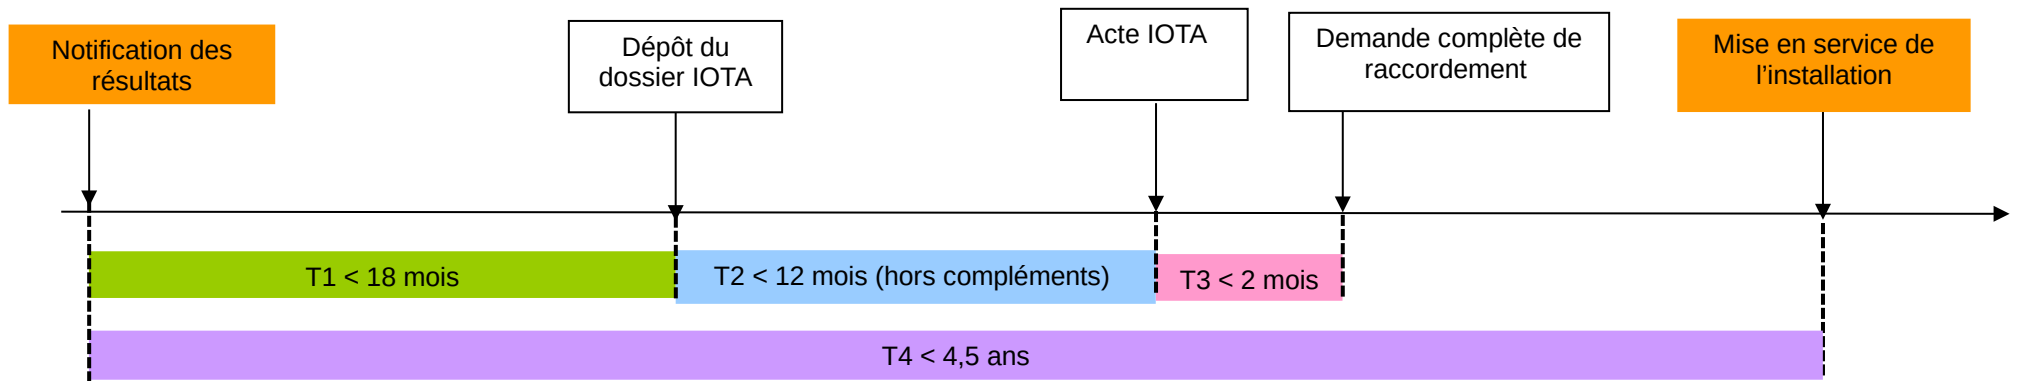 Notification des
résultats
Dépôt du
dossier IOTA
Acte IOTA
Demande complète de
raccordement
Mise en service de
l’installation
T1 < 18 mois
T2 < 12 mois (hors compléments)
T3 < 2 mois
T4 < 4,5 ans